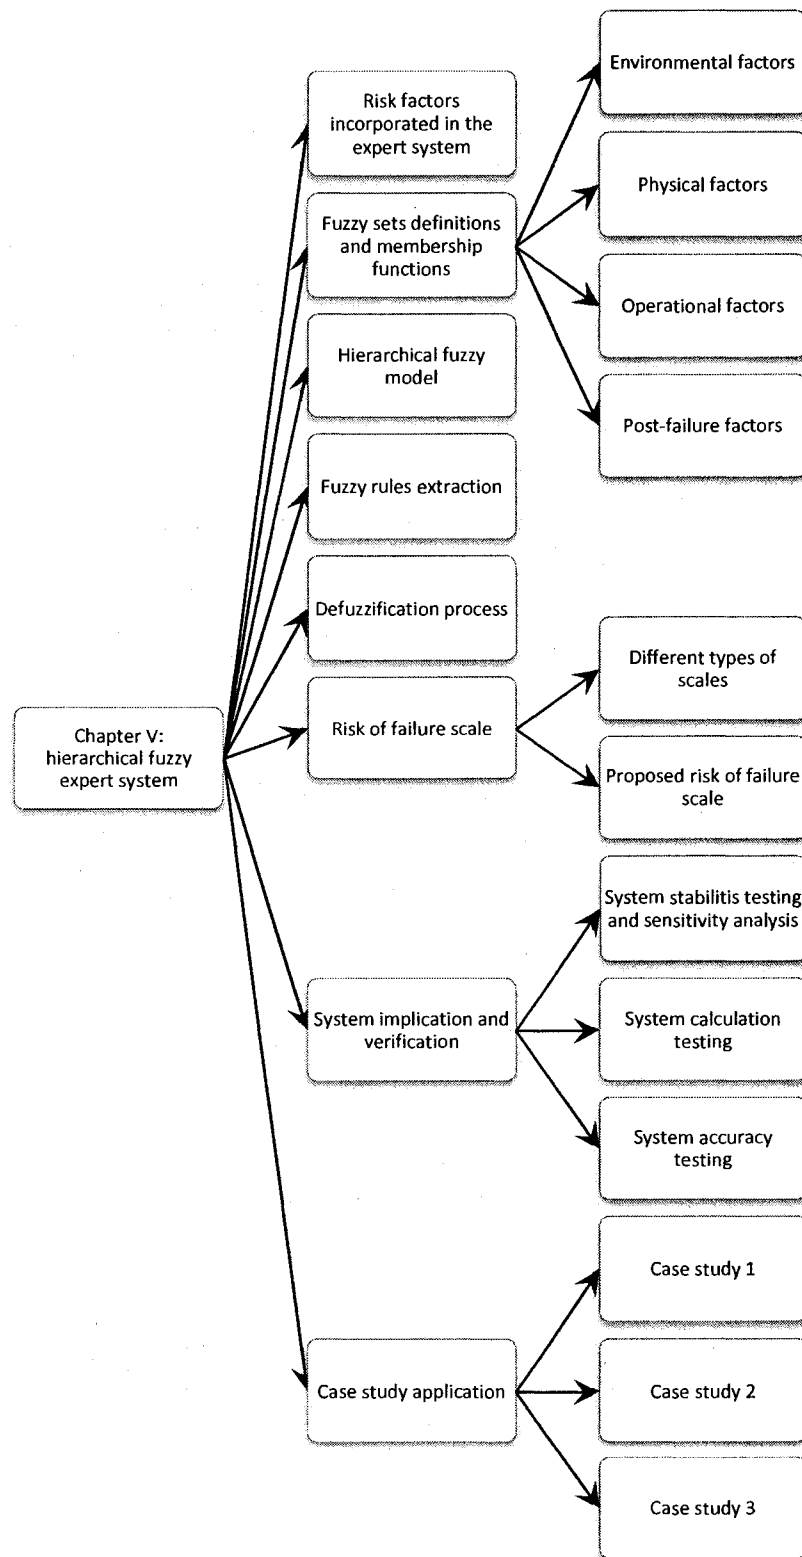 Environmental factors
Risk factors
incorporated in the
expert system
Physical factors
Fuzzy sets definitions
and membership
functions
Operational factors
Hierarchical fuzzy
model
Post-failure factors
Fuzzy rules extraction
Defuzzification process
Different types of
scales
Chapter V:
hierarchical fuzzy
expert system
Risk of failure scale
Proposed risk of failure
scale
System stabilitis testing
and sensitivity analysis
System implication and
verification
System calculation
testing
System accuracy
testing
Case study 1
Case study application
Case study 2
Case study 3